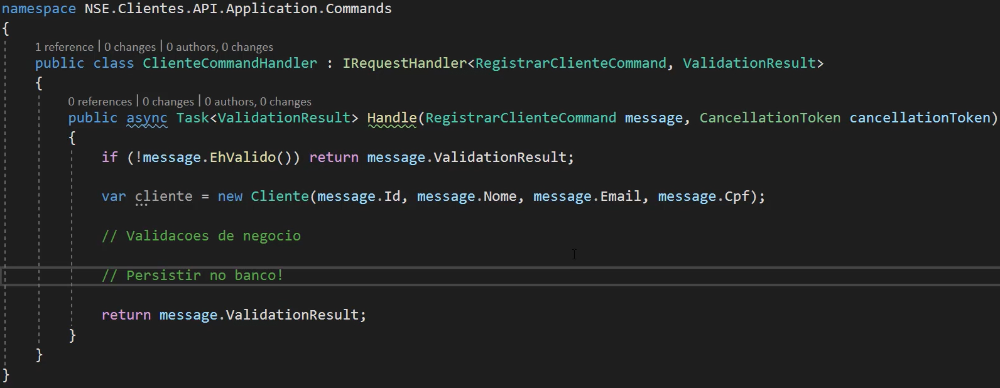 namespace NSE.Clientes.API.Application.Commands
{
1 reference | 0 changes | 0 authors, 0 changes
public class ClienteCommandHandler : IRequestHandler<RegistrarClienteCommand, ValidationResult>
{
0 references | 0 changes | 0 authors, 0 changes
public async Task<ValidationResult> Handle(RegistrarClienteCommand message, CancellationToken cancellationToken)
{
if (!message.EhValido()) return message.ValidationResult;
var cliente = new Cliente(message.Id, message.Nome, message.Email, message.Cpf);
// Validacoes de negocio
// Persistir no banco!
return message.ValidationResult;
}
}
}